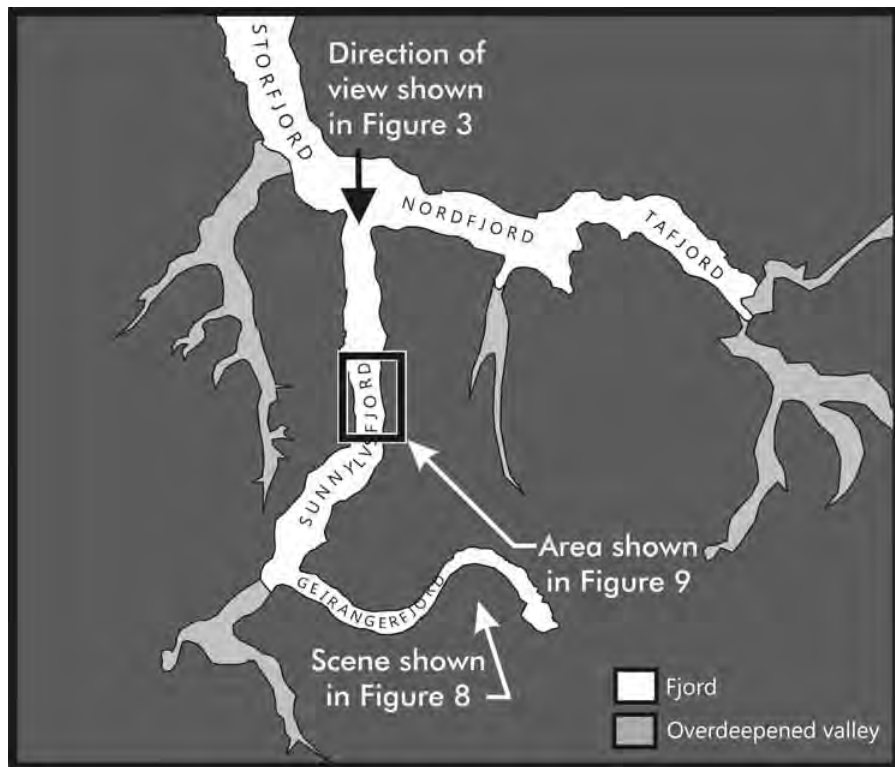 STORFJORD
Direction of
view shown
in Figure 3
NORDFJORD
TAFJORD
SUNNYLVSFJORD
Area shown
in Figure 9
GEIRANGERFJORD
Scene shown
in Figure 8
Fjord
Overdeepened valley